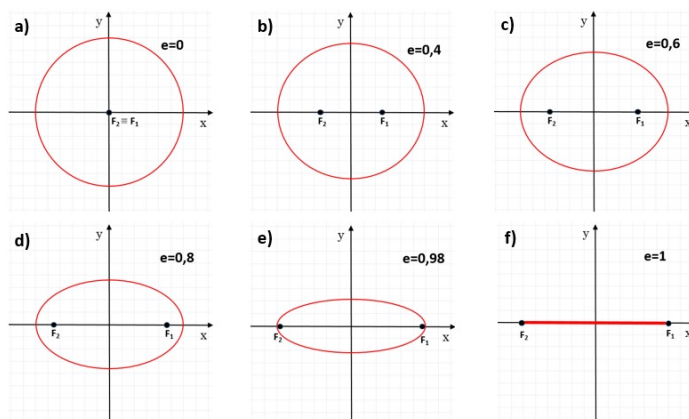 a)
y
e=0
x
F₂≡ F₁
b)
y
e=0,4
x
F₂
F₁
c)
y
e=0,6
x
F₂
F₁
d)
y
e=0,8
x
F₂
F₁
e)
y
e=0,98
x
F₂
F₁
f)
y
e=1
x
F₂
F₁